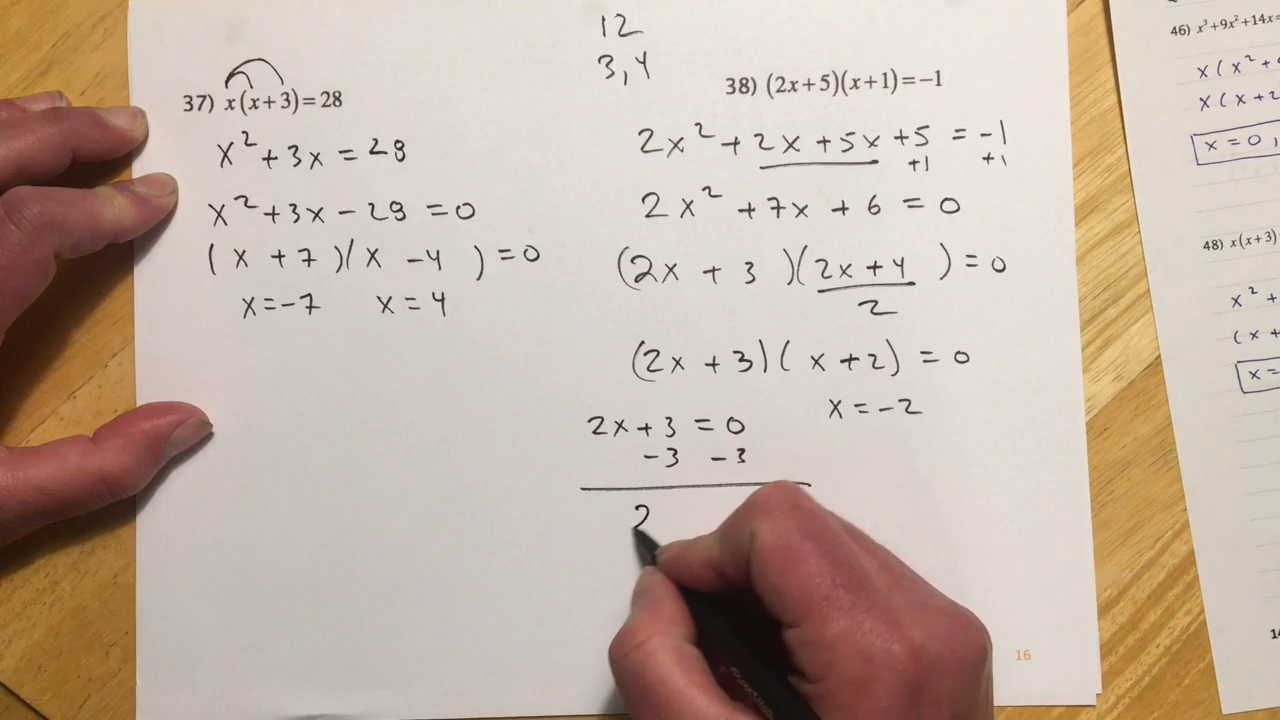 37) x(x+3)=28
x²+3x=28
x²+3x-28=0
(x+7)(x-4)=0
x=-7 x=4
12
3,4
38) (2x+5)(x+1)=-1
2x²+2x+5x+5=-1
+1 +1
2x²+7x+6=0
(2x+3)(2x+4)=0
2
(2x+3)(x+2)=0
x=-2
2x+3=0
-3 -3
2
16
46) x³+9x²+14x=
x(x²+
x(x+2
x=0,
48) x(x+3)
x²+
(x+
x=